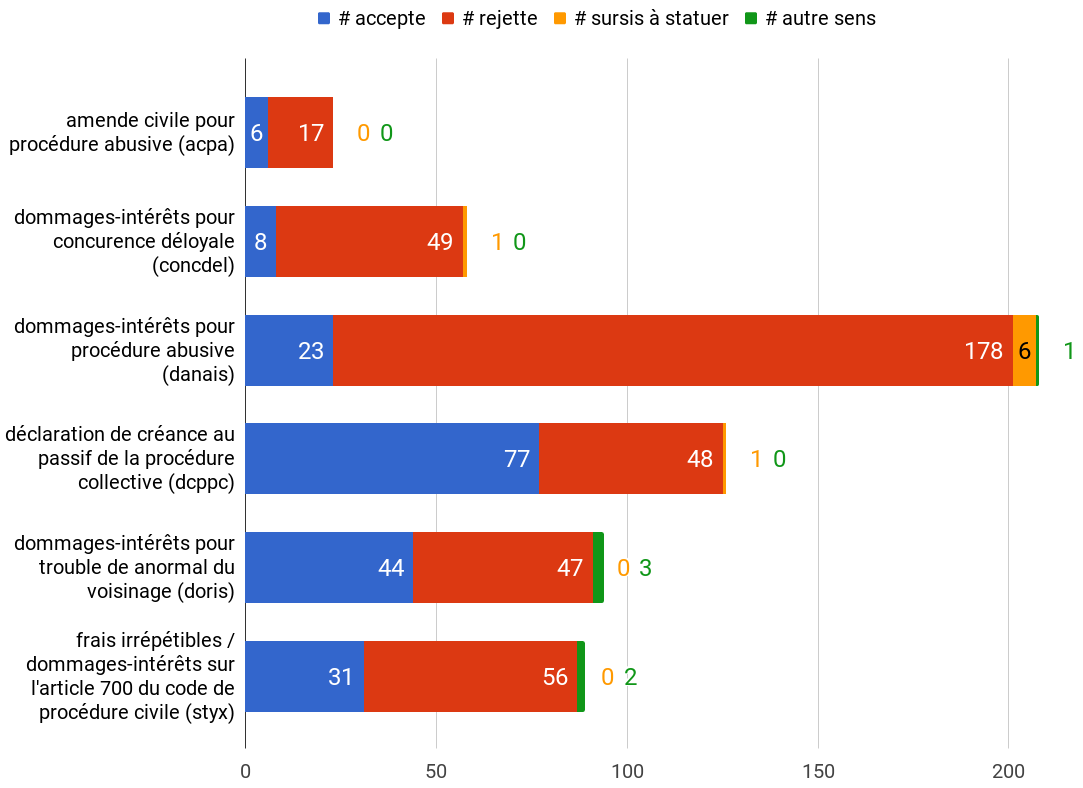 # accepte # rejette # sursis à statuer # autre sens
amende civile pour
procédure abusive (acpa)
6 17 0 0
dommages-intérêts pour
concurence déloyale
(concdel)
8 49 1 0
dommages-intérêts pour
procédure abusive
(danais)
23 178 6 1
déclaration de créance au
passif de la procédure
collective (dcppc)
77 48 1 0
dommages-intérêts pour
trouble de anormal du
voisinage (doris)
44 47 0 3
frais irrépétibles /
dommages-intérêts sur
l'article 700 du code de
procédure civile (styx)
31 56 0 2
0 50 100 150 200